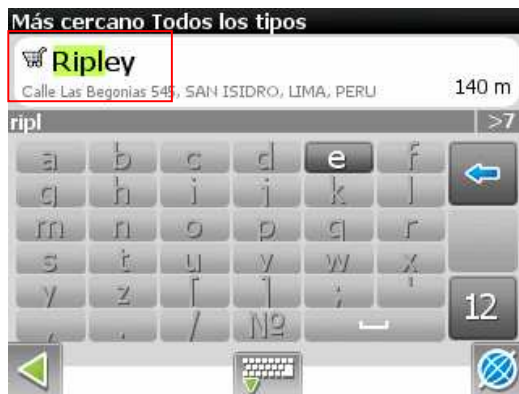 Más cercano Todos los tipos
Ripley
Calle Las Begonias 545, SAN ISIDRO, LIMA, PERU 140 m
ripl >7
a b c d e f
g h i j k l
m n o p q r
s t u v w x
y z [ ] ; '
, . / Nº
12